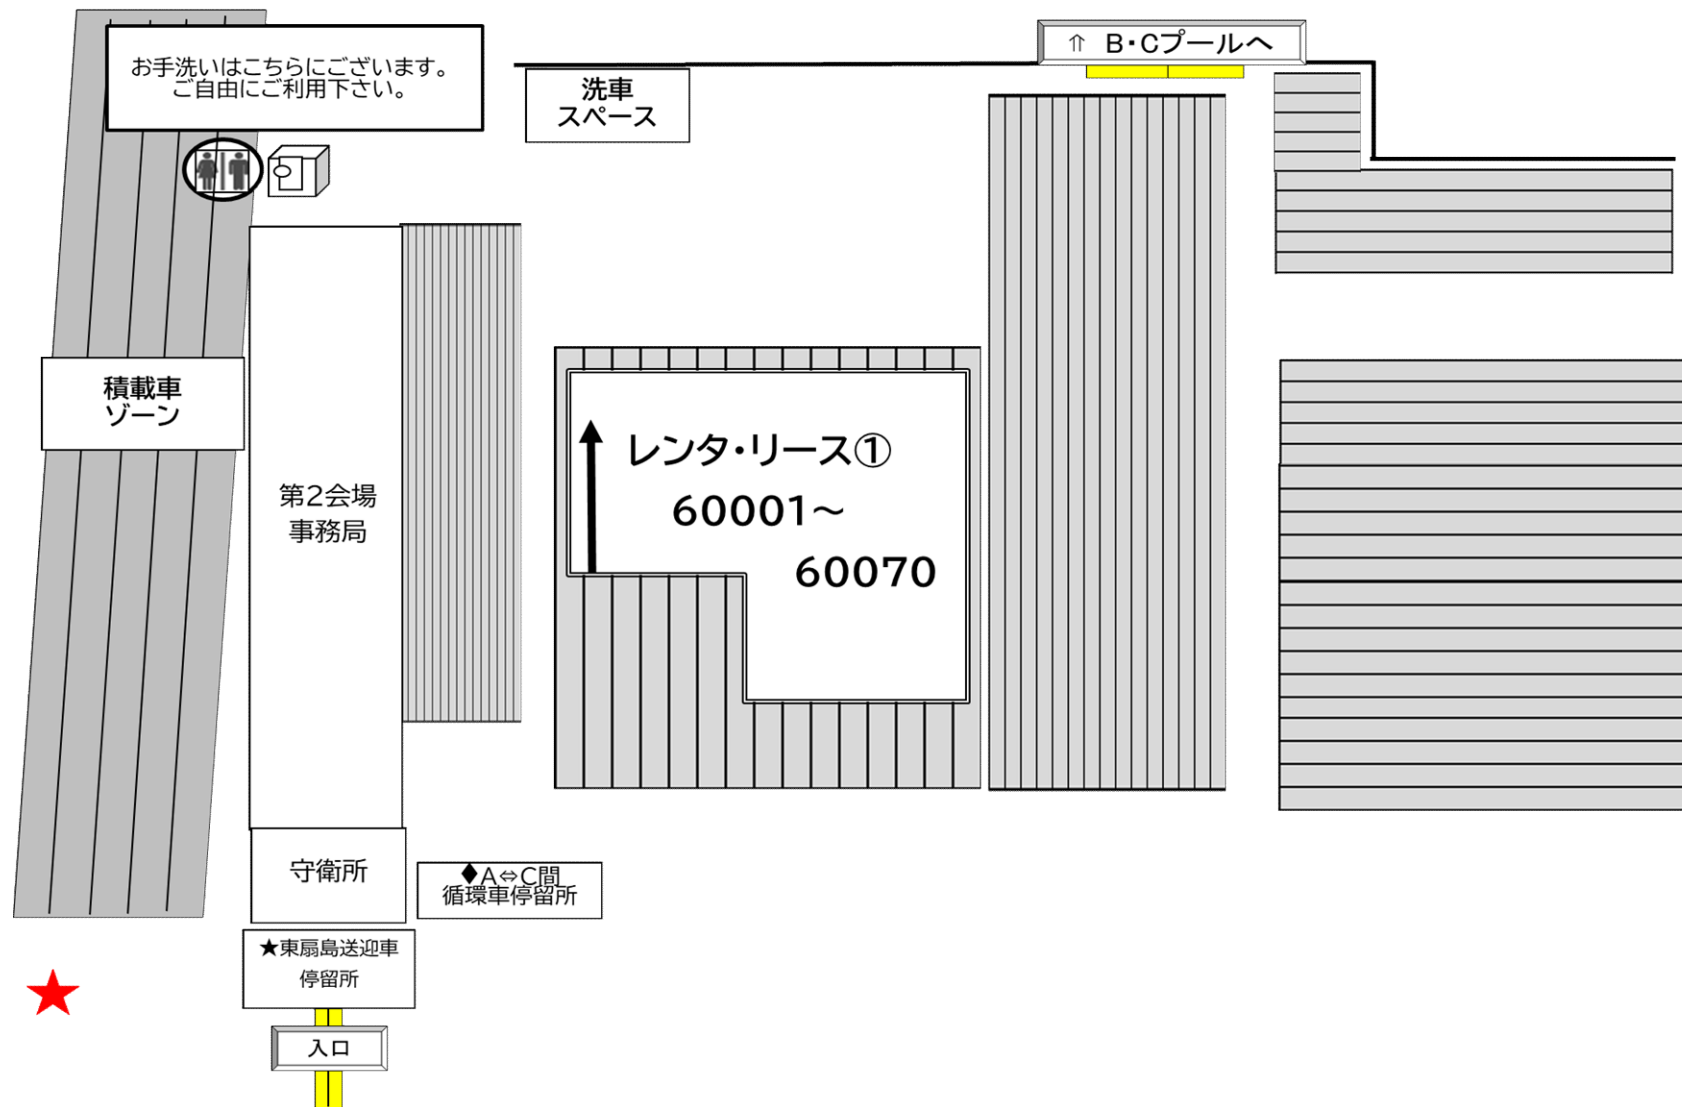 お手洗いはこちらにございます。
ご自由にご利用下さい。
洗車
スペース
⇑ B・Cプールへ
積載車
ゾーン
第2会場
事務局
レンタ・リース①
60001～
60070
守衛所
◆A⇔C間
循環車停留所
★東扇島送迎車
停留所
入口